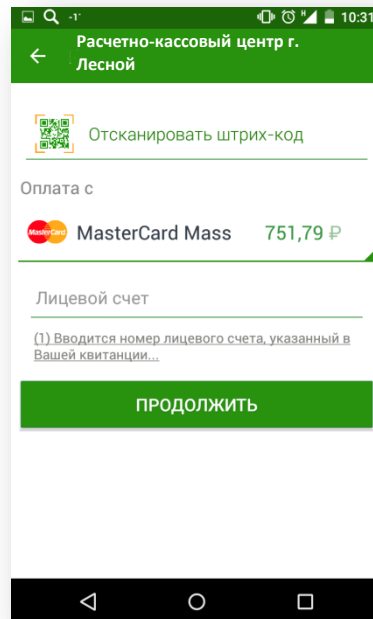 -1°
H
10:31
Расчетно-кассовый центр г.
Лесной
Отсканировать штрих-код
Оплата с
MasterCard
MasterCard Mass 751,79 ₽
Лицевой счет
(1) Вводится номер лицевого счета, указанный в
Вашей квитанции...
ПРОДОЛЖИТЬ